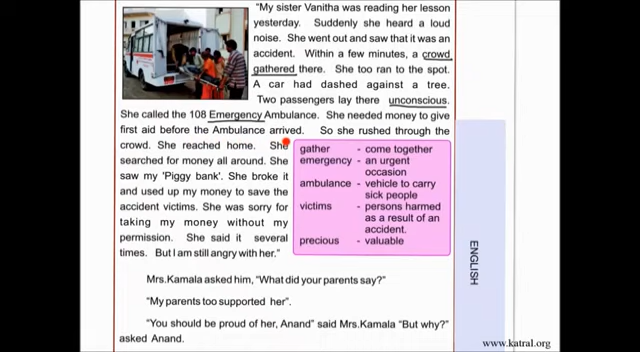 "My sister Vanitha was reading her lesson
yesterday. Suddenly she heard a loud
noise. She went out and saw that it was an
accident. Within a few minutes, a crowd
gathered there. She too ran to the spot.
A car had dashed against a tree.
Two passengers lay there unconscious.
She called the 108 Emergency Ambulance. She needed money to give
first aid before the Ambulance arrived. So she rushed through the
crowd. She reached home. She
searched for money all around. She
saw my 'Piggy bank'. She broke it
and used up my money to save the
accident victims. She was sorry for
taking my money without my
permission. She said it several
times. But I am still angry with her."
gather - come together
emergency - an urgent
occasion
ambulance - vehicle to carry
sick people
victims - persons harmed
as a result of an
accident.
precious - valuable
Mrs.Kamala asked him, "What did your parents say?"
"My parents too supported her".
"You should be proud of her, Anand" said Mrs.Kamala "But why?"
asked Anand.
ENGLISH
www.katral.org